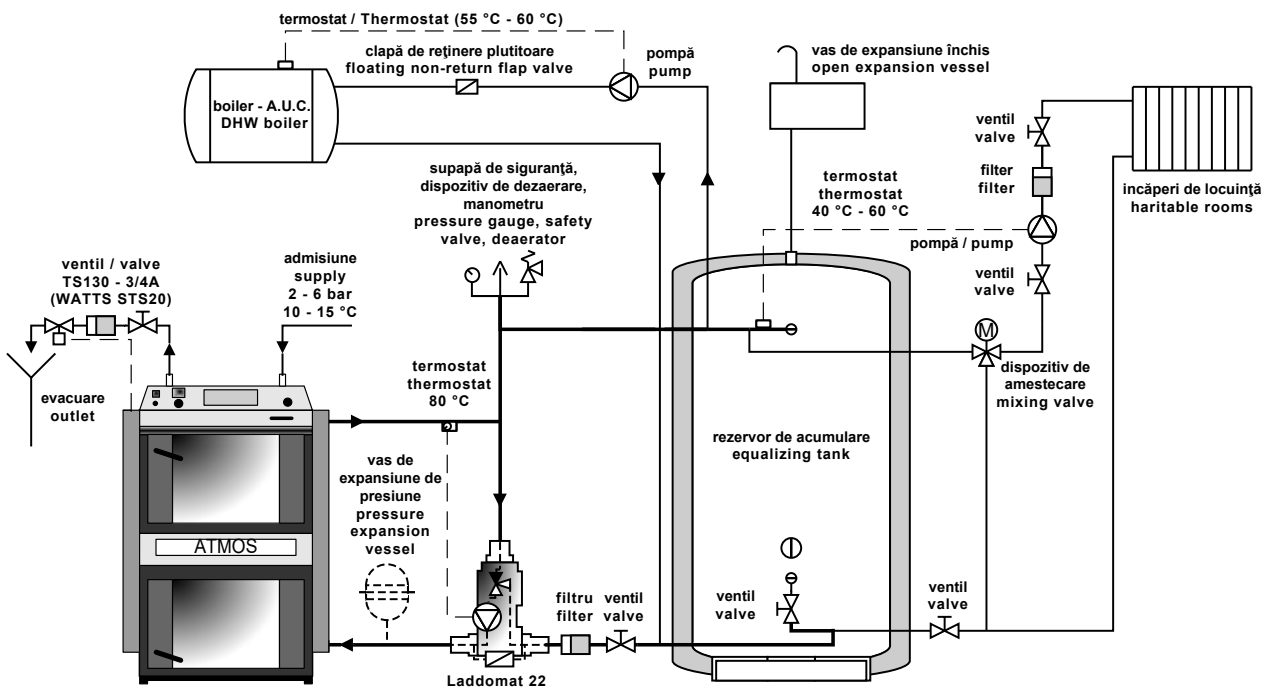 termostat / Thermostat (55 °C - 60 °C)
clapă de reţinere plutitoare
floating non-return flap valve
pompă
pump
vas de expansiune închis
open expansion vessel
boiler - A.U.C.
DHW boiler
ventil
valve
filter
filter
încăperi de locuinţă
haritable rooms
supapă de siguranţă,
dispozitiv de dezaerare,
manometru
pressure gauge, safety
valve, deaerator
termostat
thermostat
40 °C - 60 °C
pompă / pump
ventil
valve
ventil / valve
TS130 - 3/4A
(WATTS STS20)
admisiune
supply
2 - 6 bar
10 - 15 °C
M
dispozitiv de
amestecare
mixing valve
evacuare
outlet
termostat
thermostat
80 °C
rezervor de acumulare
equalizing tank
vas de
expansiune de
presiune
pressure
expansion
vessel
ATMOS
filtru
filter
ventil
valve
ventil
valve
ventil
valve
Laddomat 22